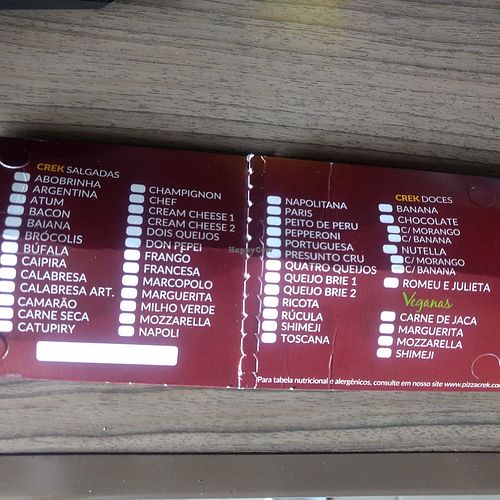 CREK SALGADAS
ABOBRINHA
ARGENTINA
ATUM
BACON
BAIANA
BRÓCOLIS
BÚFALA
CAIPIRA
CALABRESA
CALABRESA ART.
CAMARÃO
CARNE SECA
CATUPIRY
CHAMPIGNON
CHEF
CREAM CHEESE 1
CREAM CHEESE 2
DOIS QUEIJOS
DON PEPEI
FRANGO
FRANCESA
MARCOPOLO
MARGUERITA
MILHO VERDE
MOZZARELLA
NAPOLI
NAPOLITANA
PARIS
PEITO DE PERU
PEPPERONI
PORTUGUESA
PRESUNTO CRU
QUATRO QUEIJOS
QUEIJO BRIE 1
QUEIJO BRIE 2
RICOTA
RÚCULA
SHIMEJI
TOSCANA
CREK DOCES
BANANA
CHOCOLATE
C/ MORANGO
C/ BANANA
NUTELLA
C/ MORANGO
C/ BANANA
ROMEU E JULIETA
Veganas
CARNE DE JACA
MARGUERITA
MOZZARELLA
SHIMEJI
Para tabela nutricional e alergênicos, consulte em nosso site www.pizzacrek.com
HappyCow